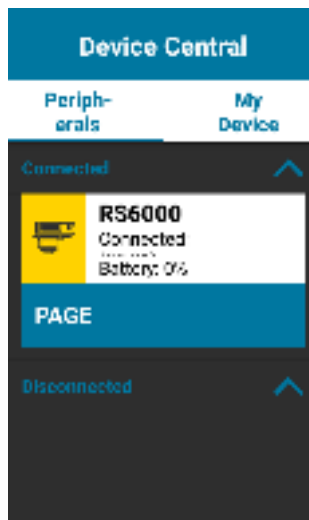 Device Central
Periph-
erals
My
Device
Connected
RS6000
Connected
Battery: 0%
PAGE
Disconnected